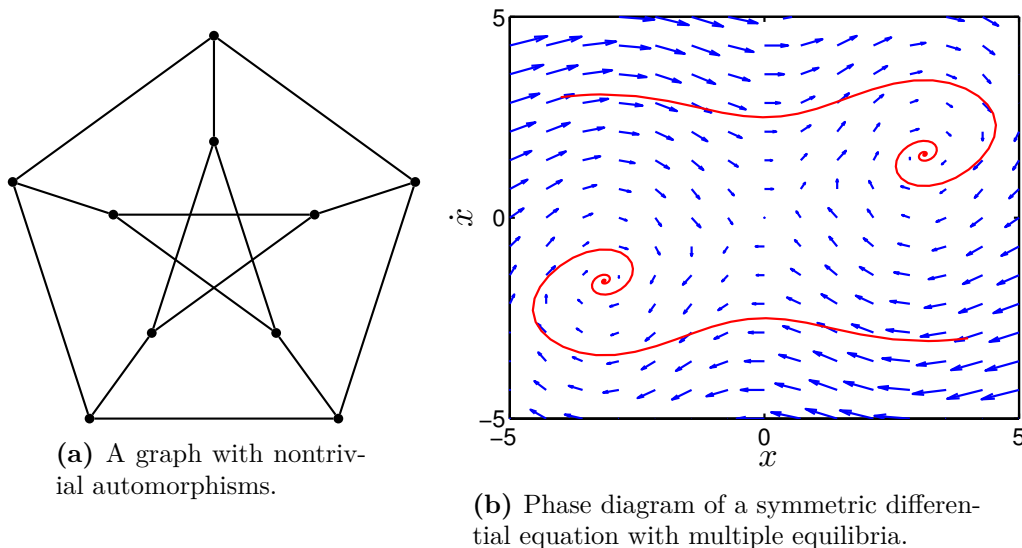 5
ẋ
0
−5
−5
0
5
x
(a) A graph with nontriv-
ial automorphisms.
(b) Phase diagram of a symmetric differen-
tial equation with multiple equilibria.